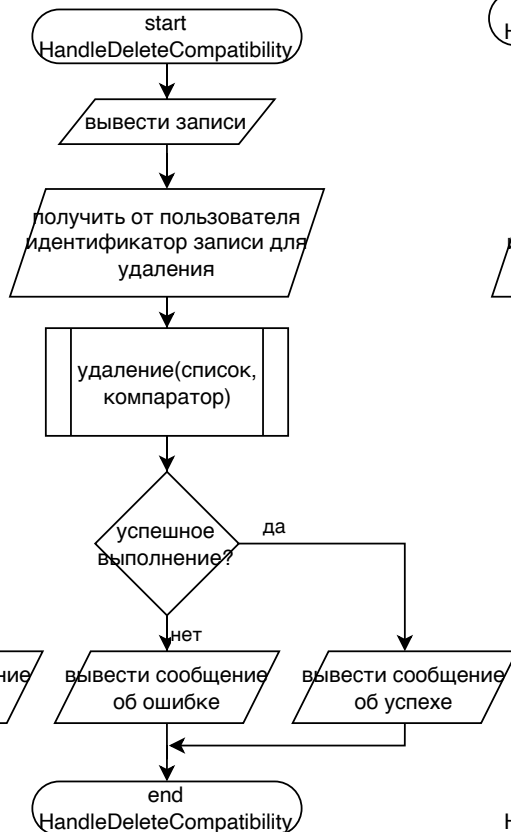 start
HandleDeleteCompatibility
вывести записи
получить от пользователя
идентификатор записи для
удаления
удаление(список,
компаратор)
успешное
выполнение?
да
нет
вывести сообщение
об ошибке
вывести сообщение
об успехе
end
HandleDeleteCompatibility